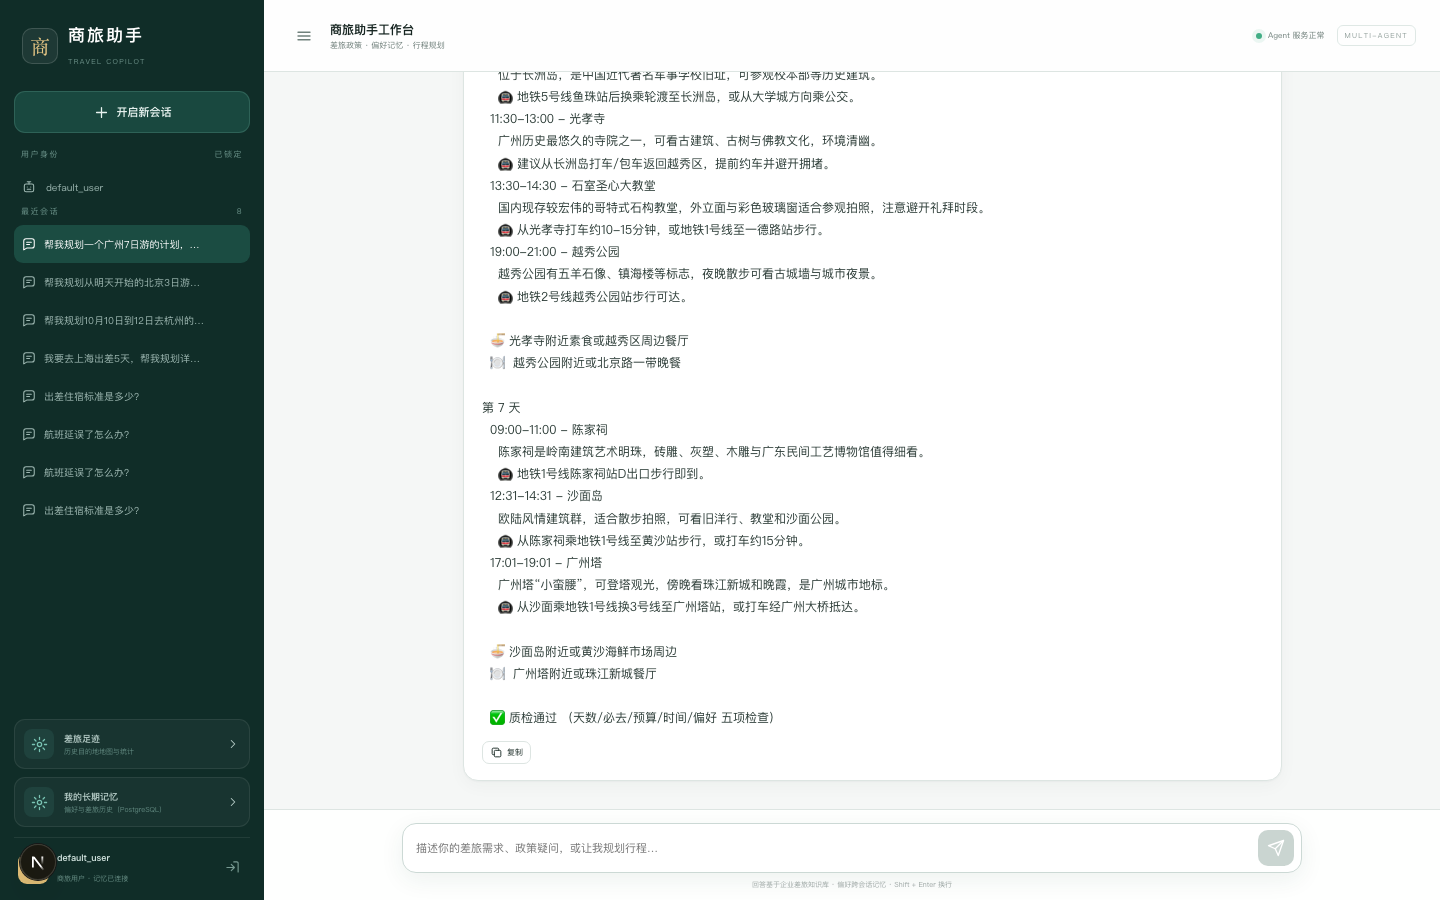 商
商旅助手
TRAVEL COPILOT
开启新会话
用户身份 已锁定
default_user
最近会话 8
帮我规划一个广州7日游的计划，...
帮我规划从明天开始的北京3日游...
帮我规划10月10日到12日去杭州的...
我要去上海出差5天，帮我规划详...
出差住宿标准是多少?
航班延误了怎么办?
航班延误了怎么办?
出差住宿标准是多少?
差旅足迹
历史目的地地图与统计
我的长期记忆
偏好与差旅历史（PostgreSQL）
N
default_user
商旅用户 · 记忆已连接
商旅助手工作台
差旅政策 · 偏好记忆 · 行程规划
Agent 服务正常
MULTI-AGENT
位于长洲岛，是中国近代著名军事学校旧址，可参观校本部等历史建筑。
地铁5号线鱼珠站后换乘轮渡至长洲岛，或从大学城方向乘公交。
11:30–13:00 – 光孝寺
广州历史最悠久的寺院之一，可看古建筑、古树与佛教文化，环境清幽。
建议从长洲岛打车/包车返回越秀区，提前约车并避开拥堵。
13:30–14:30 – 石室圣心大教堂
国内现存较宏伟的哥特式石构教堂，外立面与彩色玻璃窗适合参观拍照，注意避开礼拜时段。
从光孝寺打车约10–15分钟，或地铁1号线至一德路站步行。
19:00–21:00 – 越秀公园
越秀公园有五羊石像、镇海楼等标志，夜晚散步可看古城墙与城市夜景。
地铁2号线越秀公园站步行可达。
光孝寺附近素食或越秀区周边餐厅
越秀公园附近或北京路一带晚餐
第 7 天
09:00–11:00 – 陈家祠
陈家祠是岭南建筑艺术明珠，砖雕、灰塑、木雕与广东民间工艺博物馆值得细看。
地铁1号线陈家祠站D出口步行即到。
12:31–14:31 – 沙面岛
欧陆风情建筑群，适合散步拍照，可看旧洋行、教堂和沙面公园。
从陈家祠乘地铁1号线至黄沙站步行，或打车约15分钟。
17:01–19:01 – 广州塔
广州塔“小蛮腰”，可登塔观光，傍晚看珠江新城和晚霞，是广州城市地标。
从沙面乘地铁1号线换3号线至广州塔站，或打车经广州大桥抵达。
沙面岛附近或黄沙海鲜市场周边
广州塔附近或珠江新城餐厅
质检通过 （天数/必去/预算/时间/偏好 五项检查）
复制
描述你的差旅需求、政策疑问，或让我规划行程...
回答基于企业差旅知识库 · 偏好跨会话记忆 · Shift + Enter 换行